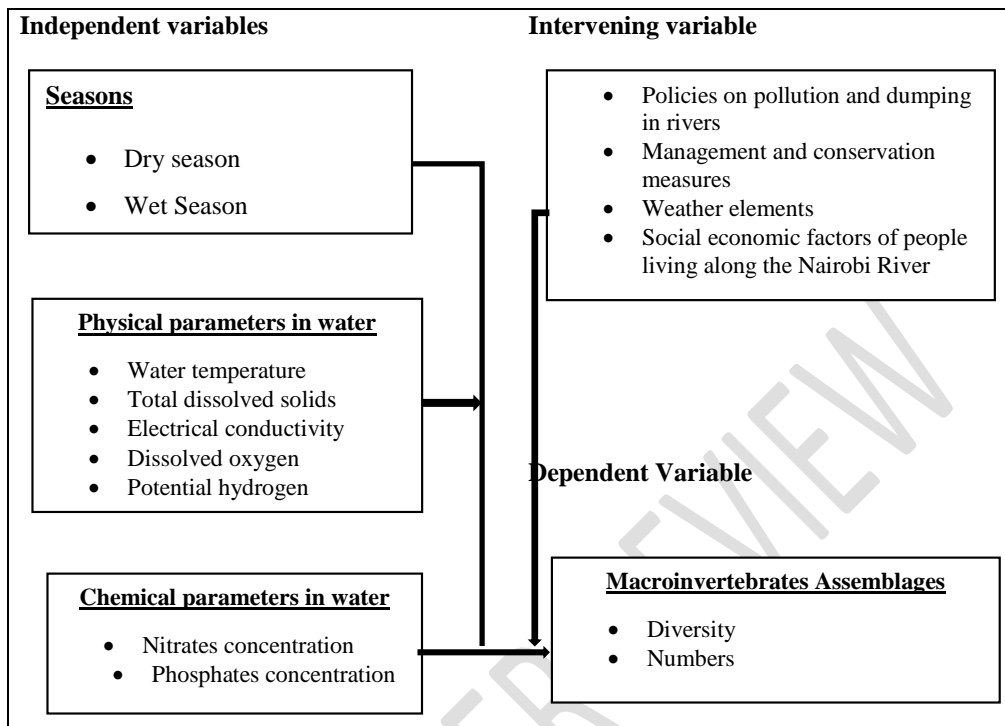 Independent variables
Seasons
• Dry season
• Wet Season
Physical parameters in water
• Water temperature
• Total dissolved solids
• Electrical conductivity
• Dissolved oxygen
• Potential hydrogen
Chemical parameters in water
• Nitrates concentration
• Phosphates concentration
Intervening variable
• Policies on pollution and dumping
in rivers
• Management and conservation
measures
• Weather elements
• Social economic factors of people
living along the Nairobi River
Dependent Variable
Macroinvertebrates Assemblages
• Diversity
• Numbers
ER REVIEW